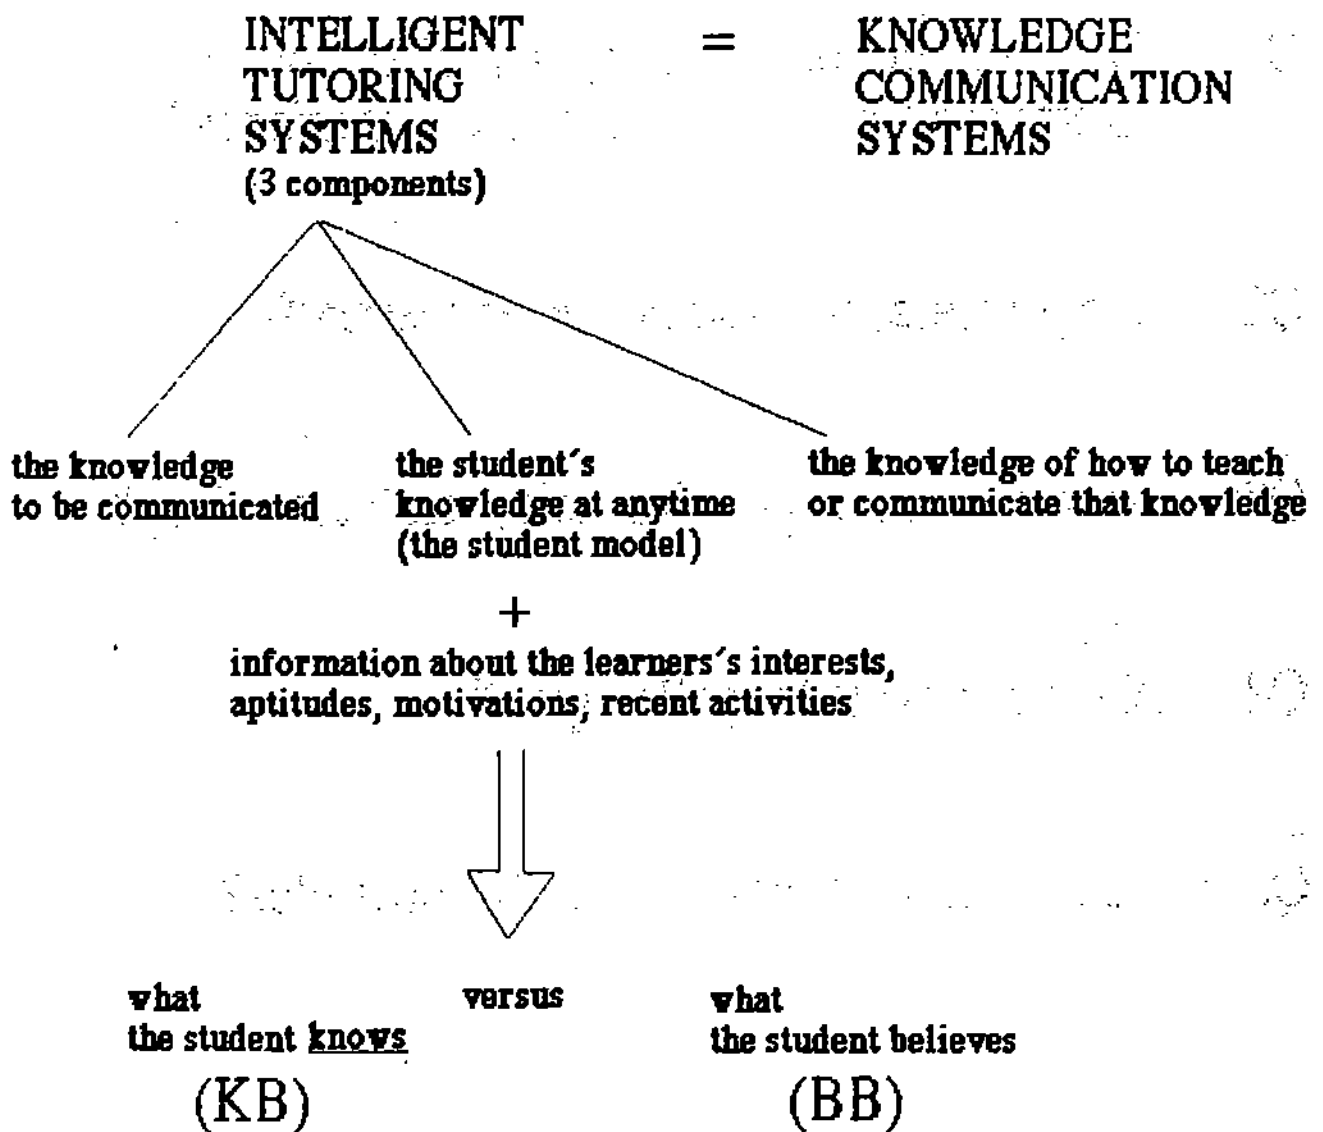 INTELLIGENT
TUTORING
SYSTEMS
(3 components)
=
KNOWLEDGE
COMMUNICATION
SYSTEMS
the knowledge
to be communicated
the student´s
knowledge at anytime
(the student model)
the knowledge of how to teach
or communicate that knowledge
+
information about the learners´s interests,
aptitudes, motivations, recent activities
what
the student knows
(KB)
versus
what
the student believes
(BB)